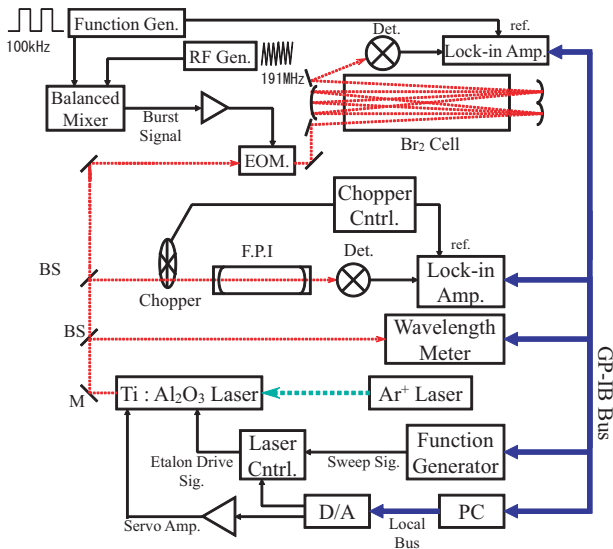 Function Gen.
100kHz
RF Gen.
191MHz
Det.
ref.
Lock-in Amp.
Balanced
Mixer
Burst
Signal
EOM.
Br₂ Cell
Chopper
Cntrl.
ref.
BS
F.P.I
Det.
Lock-in
Amp.
Chopper
BS
Wavelength
Meter
M
Ti : Al₂O₃ Laser
Ar⁺ Laser
GP-IB Bus
Etalon Drive
Sig.
Laser
Cntrl.
Sweep Sig.
Function
Generator
Servo Amp.
D/A
Local
Bus
PC